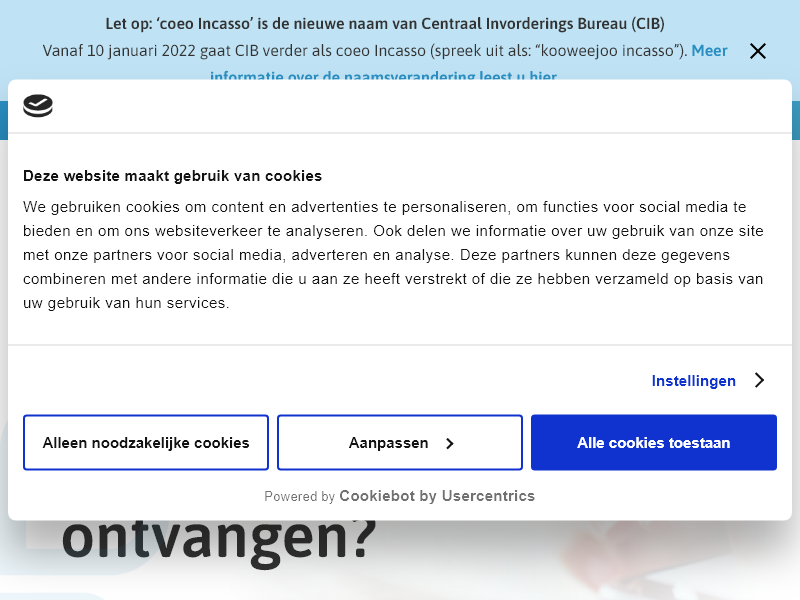 Let op: ‘coeo Incasso’ is de nieuwe naam van Centraal Invorderings Bureau (CIB)
Vanaf 10 januari 2022 gaat CIB verder als coeo Incasso (spreek uit als: “kooweejoo incasso”). Meer
informatie over de naamsverandering leest u hier
Deze website maakt gebruik van cookies
We gebruiken cookies om content en advertenties te personaliseren, om functies voor social media te
bieden en om ons websiteverkeer te analyseren. Ook delen we informatie over uw gebruik van onze site
met onze partners voor social media, adverteren en analyse. Deze partners kunnen deze gegevens
combineren met andere informatie die u aan ze heeft verstrekt of die ze hebben verzameld op basis van
uw gebruik van hun services.
Instellingen
Alleen noodzakelijke cookies
Aanpassen
Alle cookies toestaan
Powered by Cookiebot by Usercentrics
ontvangen?